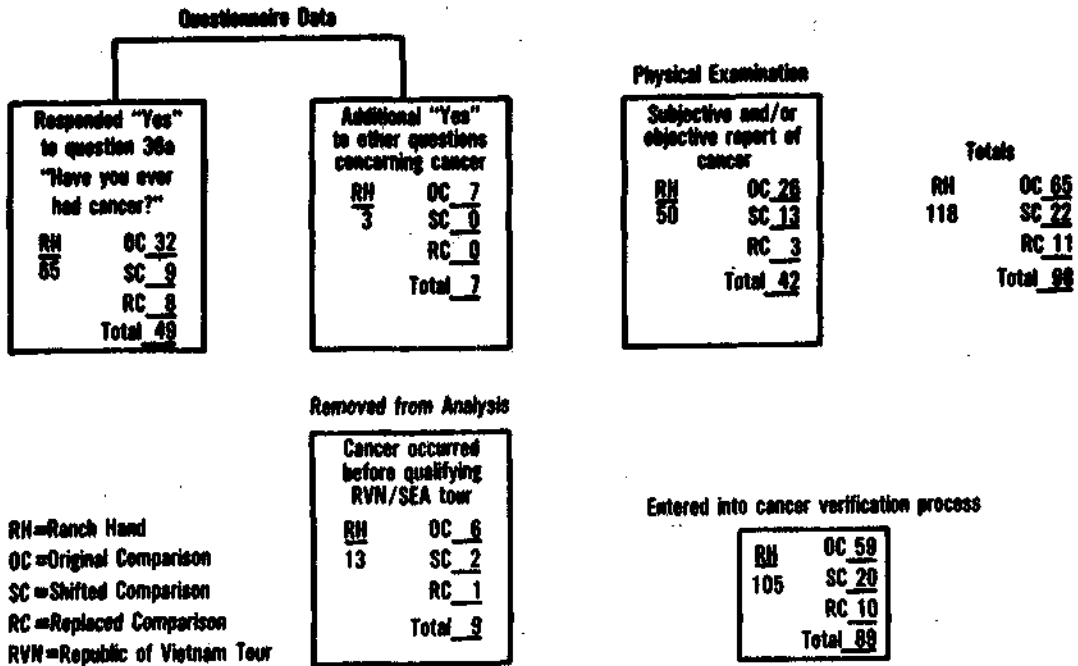 Questionnaire Data
Responded "Yes"
to question 36a
"Have you ever
had cancer?"
RH OC 32
65 SC 9
RC 8
Total 49
Additional "Yes"
to other questions
concerning cancer
RH OC 7
3 SC 0
RC 0
Total 7
Physical Examination
Subjective and/or
objective report of
cancer
RH OC 26
50 SC 13
RC 3
Total 42
Totals
RH OC 65
118 SC 22
RC 11
Total 98
Removed from Analysis
Cancer occurred
before qualifying
RVN/SEA tour
RH OC 6
13 SC 2
RC 1
Total 9
Entered into cancer verification process
RH OC 59
105 SC 20
RC 10
Total 89
RH=Ranch Hand
OC=Original Comparison
SC=Shifted Comparison
RC=Replaced Comparison
RVN=Republic of Vietnam Tour